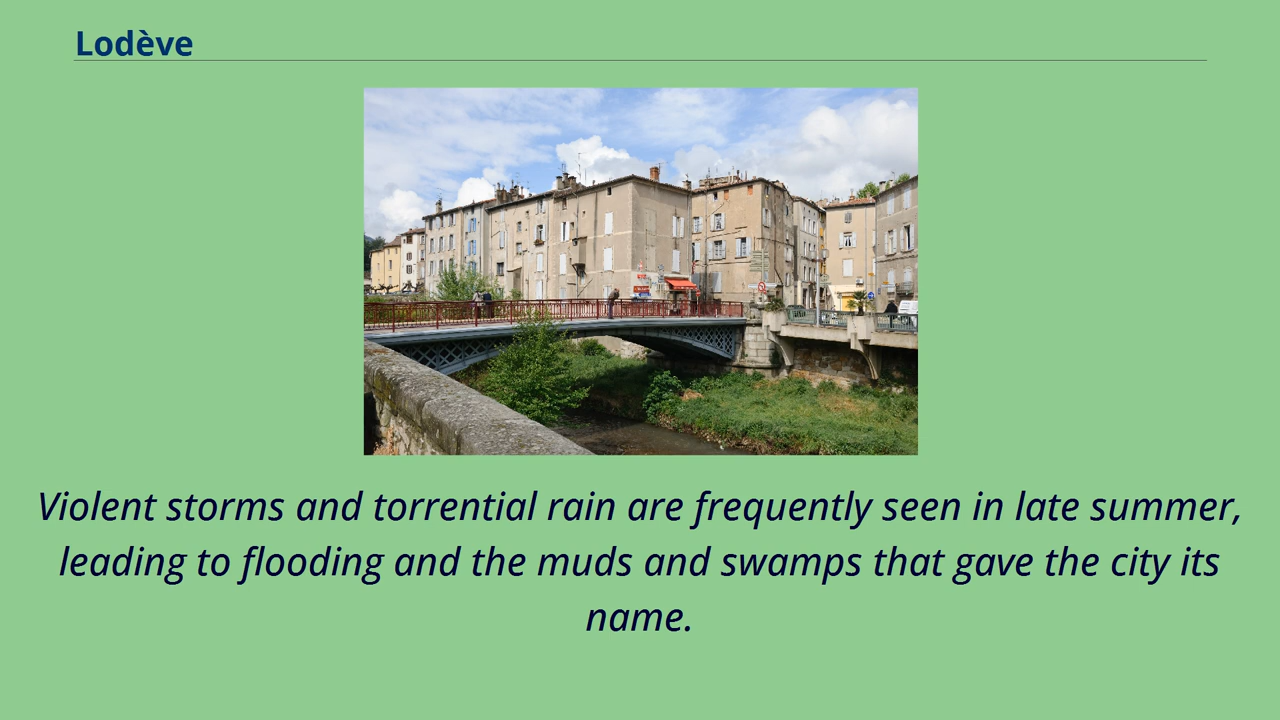 Lodève
Violent storms and torrential rain are frequently seen in late summer,
leading to flooding and the muds and swamps that gave the city its
name.